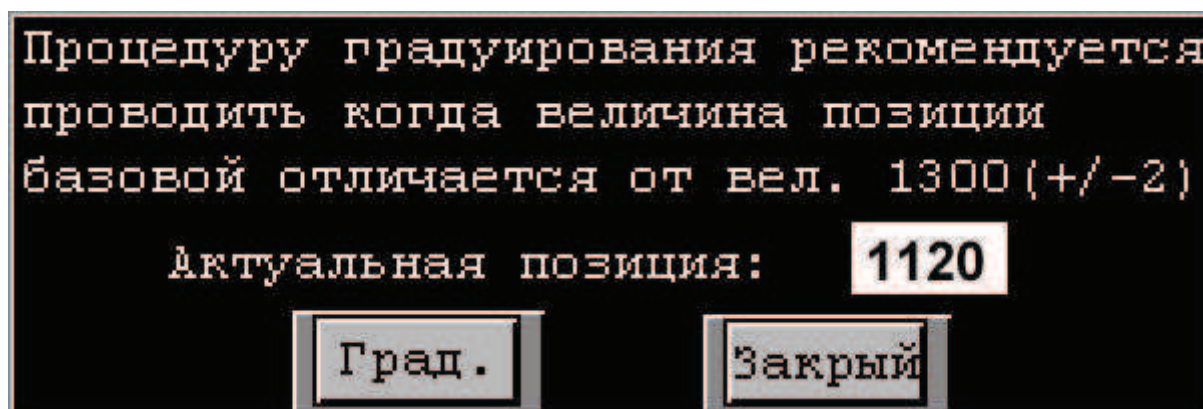 Процедуру градуирования рекомендуется
проводить когда величина позиции
базовой отличается от вел. 1300(+/-2)
Актуальная позиция: 1120
Град. Закрый